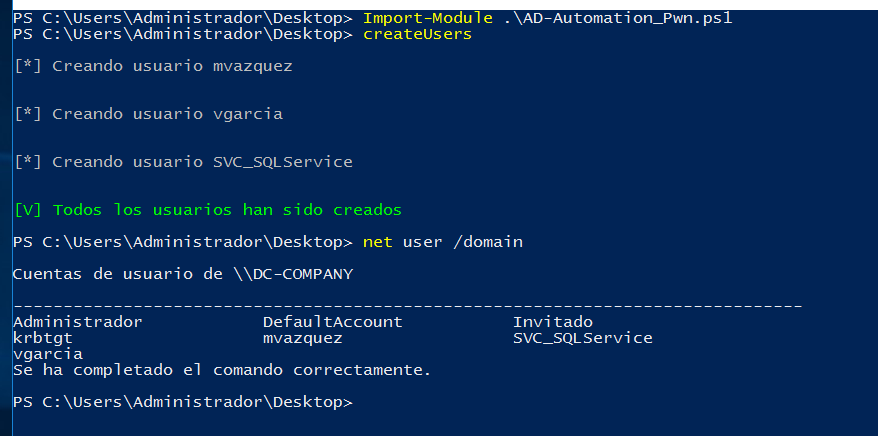 PS C:\Users\Administrador\Desktop> Import-Module .\AD-Automation_Pwn.ps1
PS C:\Users\Administrador\Desktop> createUsers
[*] Creando usuario mvazquez
[*] Creando usuario vgarcia
[*] Creando usuario SVC_SQLService
[V] Todos los usuarios han sido creados
PS C:\Users\Administrador\Desktop> net user /domain
Cuentas de usuario de \\DC-COMPANY
-------------------------------------------------------------------------------
Administrador            DefaultAccount           Invitado
krbtgt                   mvazquez                 SVC_SQLService
vgarcia
Se ha completado el comando correctamente.
PS C:\Users\Administrador\Desktop>